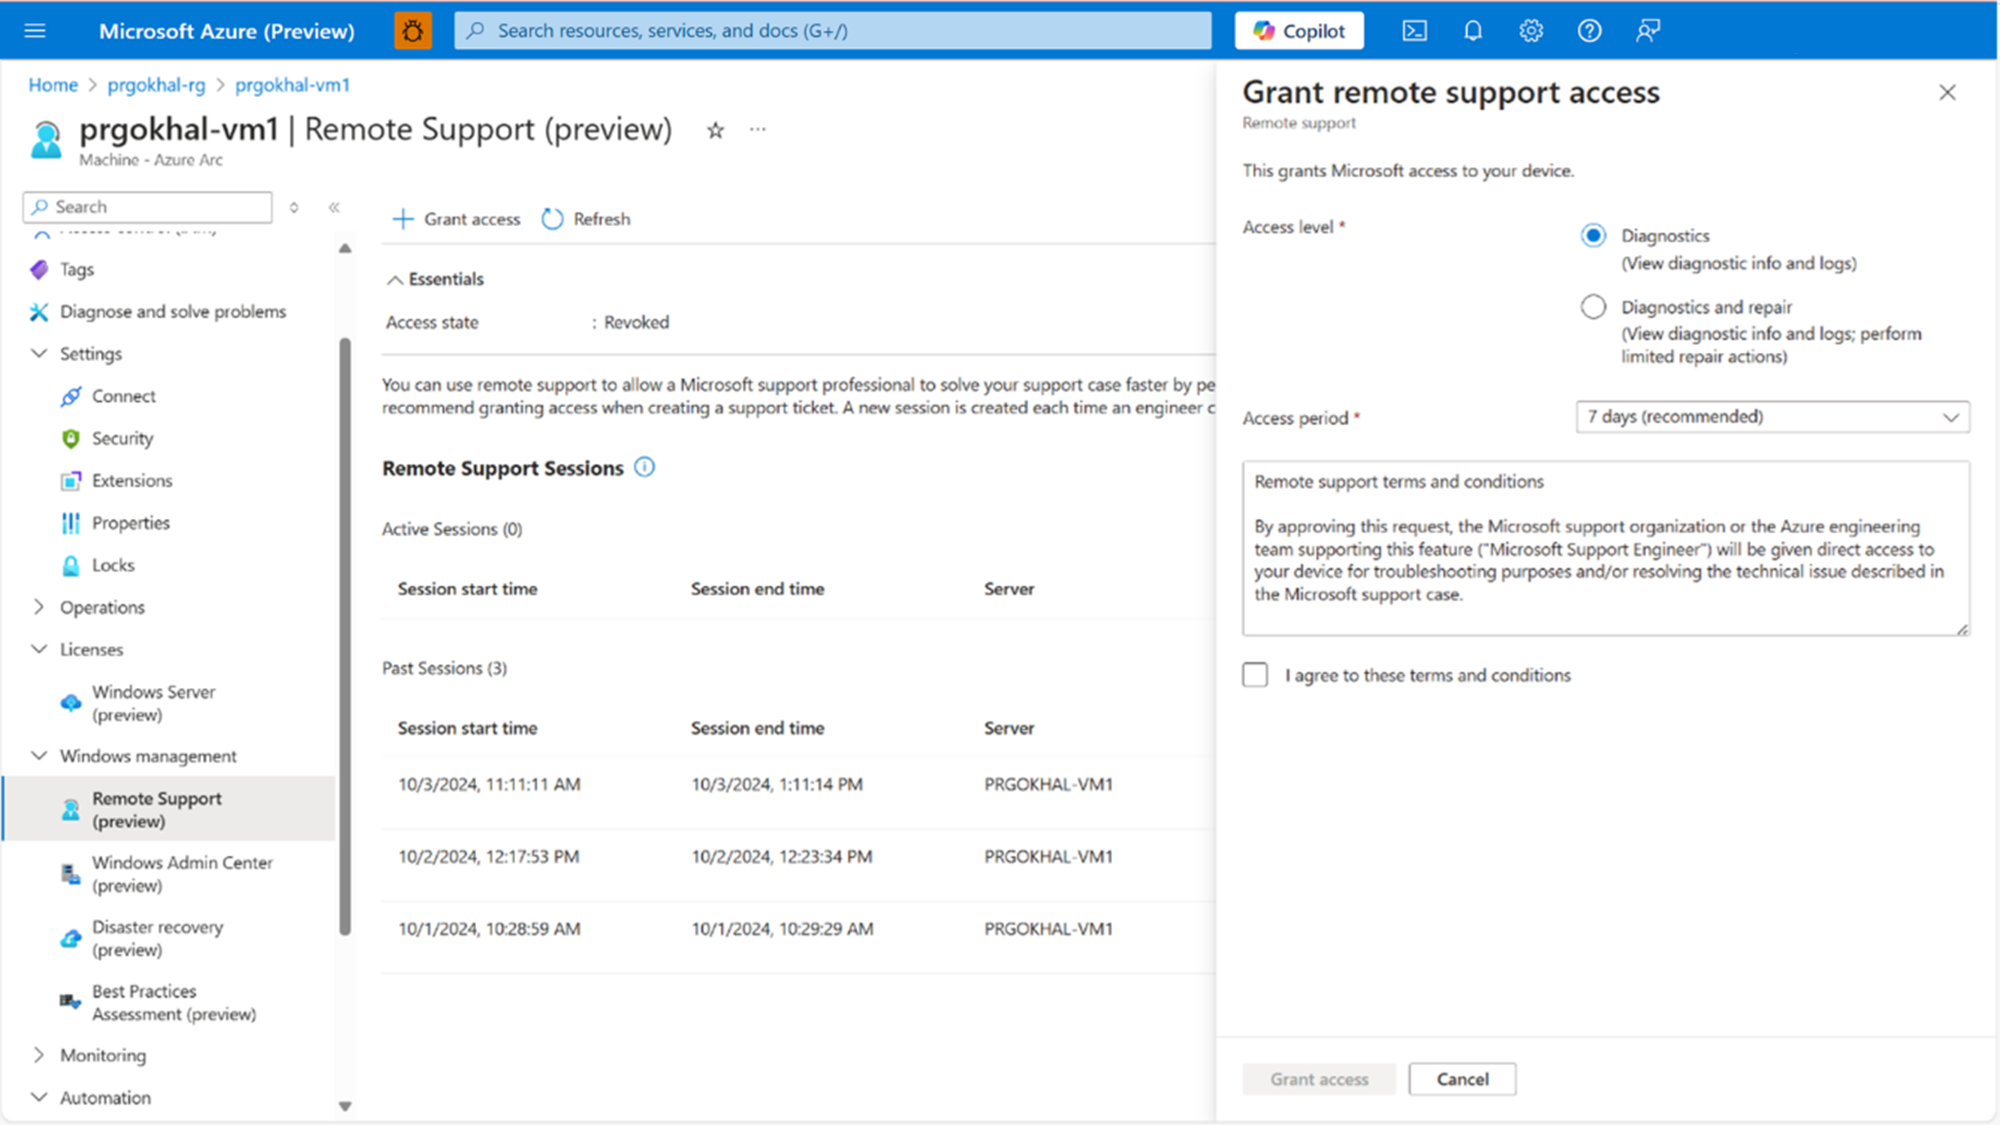 Microsoft Azure (Preview)
Search resources, services, and docs (G+/)
Copilot
Home > prgokhal-rg > prgokhal-vm1
prgokhal-vm1 | Remote Support (preview)
Machine - Azure Arc
Search
Tags
Diagnose and solve problems
Settings
Connect
Security
Extensions
Properties
Locks
Operations
Licenses
Windows Server
(preview)
Windows management
Remote Support
(preview)
Windows Admin Center
(preview)
Disaster recovery
(preview)
Best Practices
Assessment (preview)
Monitoring
Automation
Grant access
Refresh
Essentials
Access state : Revoked
You can use remote support to allow a Microsoft support professional to solve your support case faster by pe
recommend granting access when creating a support ticket. A new session is created each time an engineer c
Remote Support Sessions
Active Sessions (0)
Session start time Session end time Server
Past Sessions (3)
Session start time Session end time Server
10/3/2024, 11:11:11 AM 10/3/2024, 1:11:14 PM PRGOKHAL-VM1
10/2/2024, 12:17:53 PM 10/2/2024, 12:23:34 PM PRGOKHAL-VM1
10/1/2024, 10:28:59 AM 10/1/2024, 10:29:29 AM PRGOKHAL-VM1
Grant remote support access
Remote support
This grants Microsoft access to your device.
Access level *
Diagnostics
(View diagnostic info and logs)
Diagnostics and repair
(View diagnostic info and logs; perform
limited repair actions)
Access period *
7 days (recommended)
Remote support terms and conditions
By approving this request, the Microsoft support organization or the Azure engineering
team supporting this feature ("Microsoft Support Engineer") will be given direct access to
your device for troubleshooting purposes and/or resolving the technical issue described in
the Microsoft support case.
I agree to these terms and conditions
Grant access
Cancel